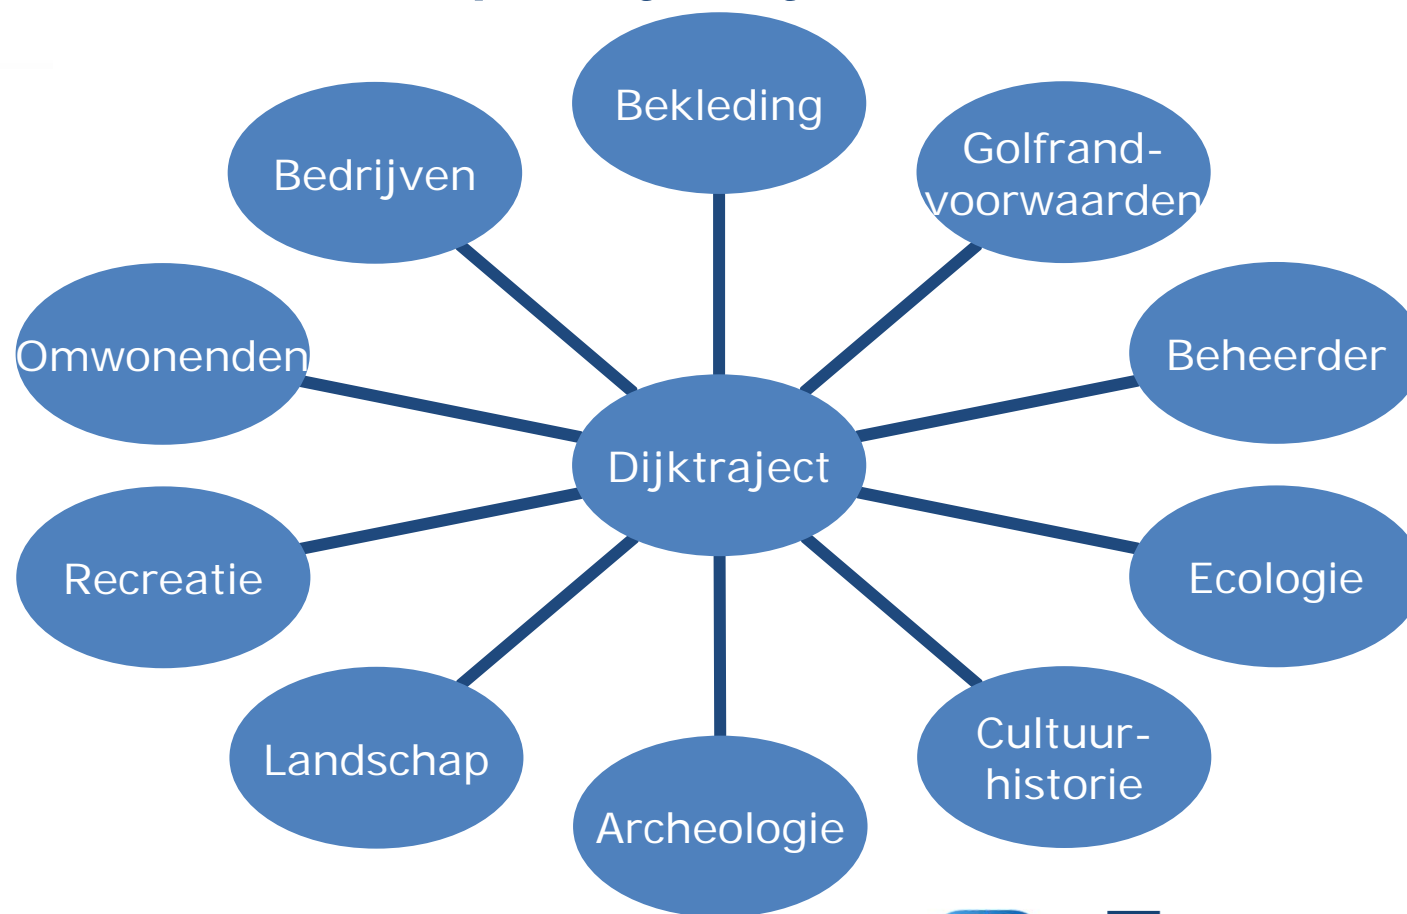 Bekleding
Golfrand-
voorwaarden
Bedrijven
Omwonenden
Beheerder
Dijktraject
Recreatie
Ecologie
Landschap
Cultuur-
historie
Archeologie